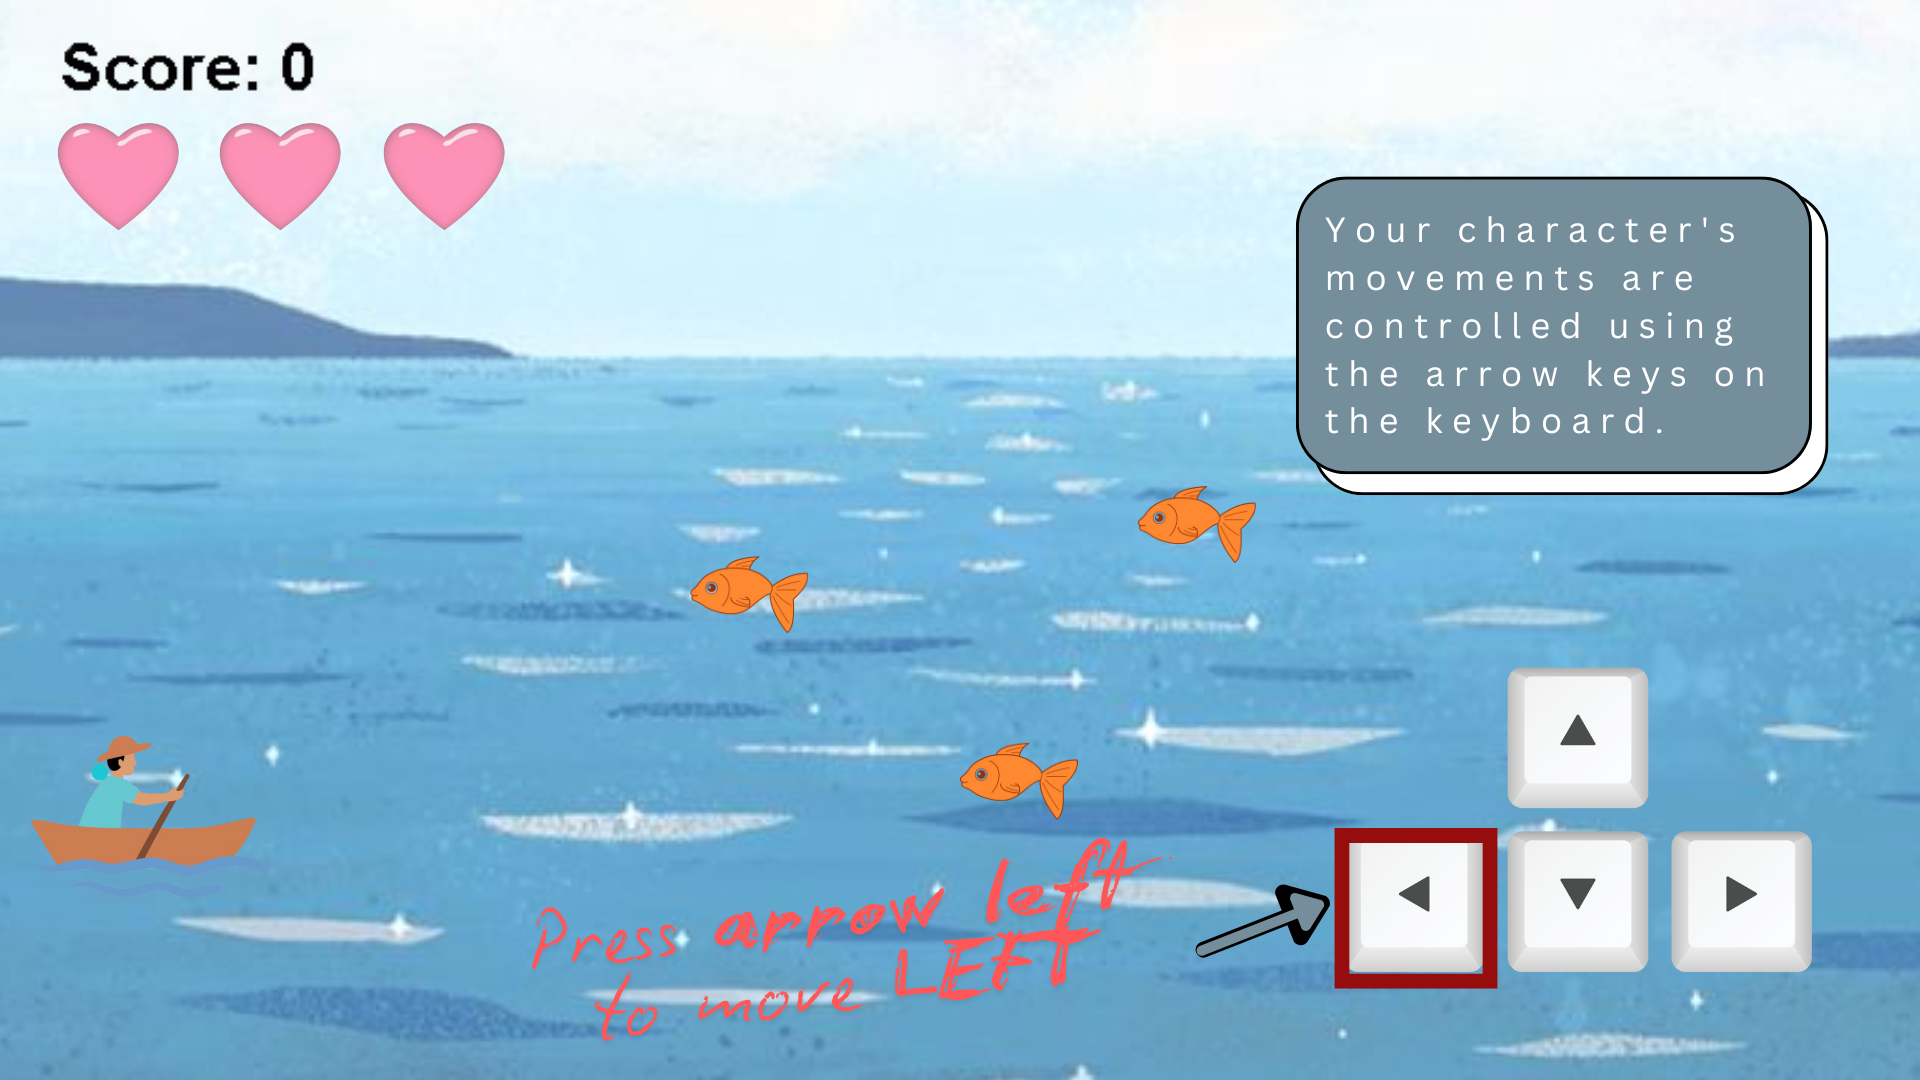 Score: 0
Your character's
movements are
controlled using
the arrow keys on
the keyboard.
Press arrow left
to move LEFT